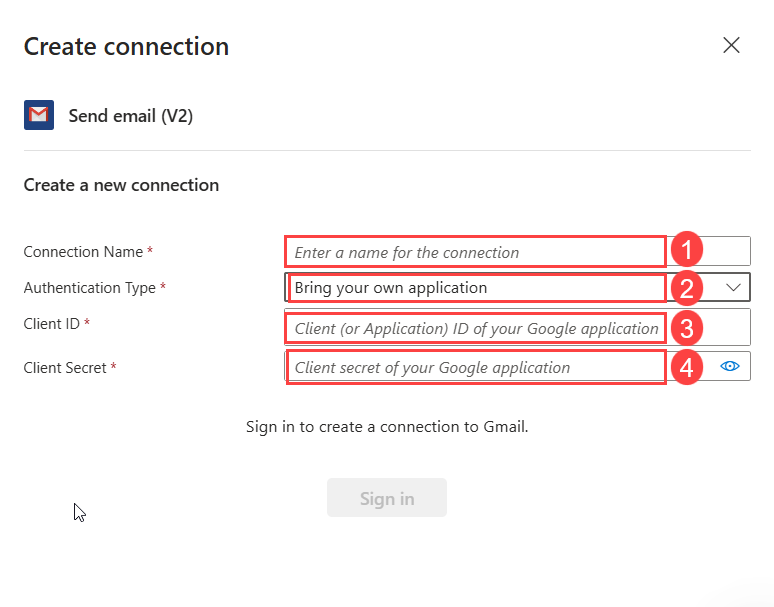 Create connection
Send email (V2)
Create a new connection
Connection Name *
Enter a name for the connection
1
Authentication Type *
Bring your own application
2
Client ID *
Client (or Application) ID of your Google application
3
Client Secret *
Client secret of your Google application
4
Sign in to create a connection to Gmail.
Sign in